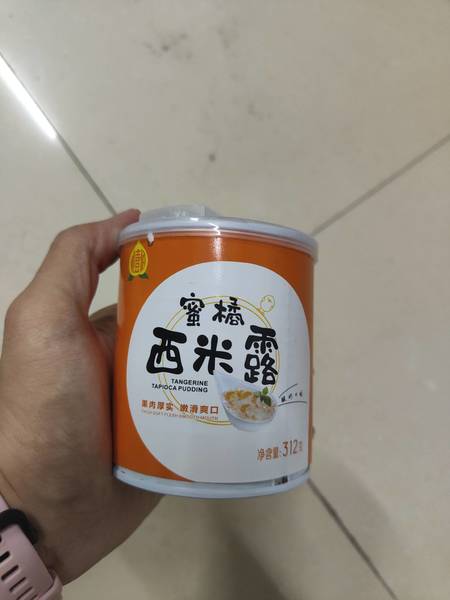 蜜橘
西米露
TANGERINE
TAPIOCA PUDDING
果肉厚实 嫩滑爽口
净含量:312克